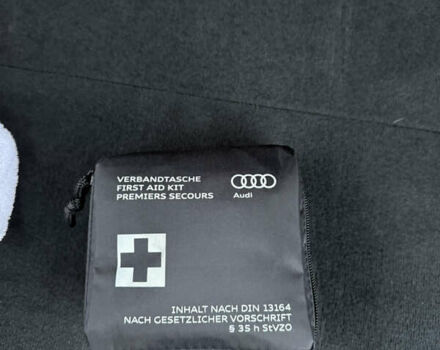 VERBANDTASCHE
FIRST AID KIT
PREMIERS SECOURS
Audi
INHALT NACH DIN 13164
NACH GESETZLICHER VORSCHRIFT
§ 35 h StVZO